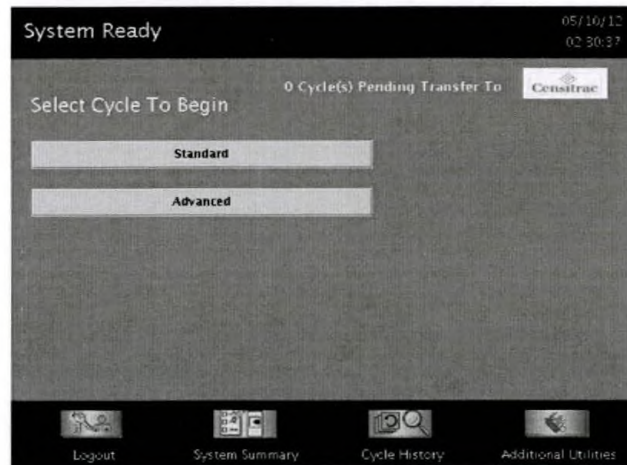 System Ready
05/10/12
02:30:37
0 Cycle(s) Pending Transfer To
Censitrac
Select Cycle To Begin
Standard
Advanced
Logout
System Summary
Cycle History
Additional Utilities